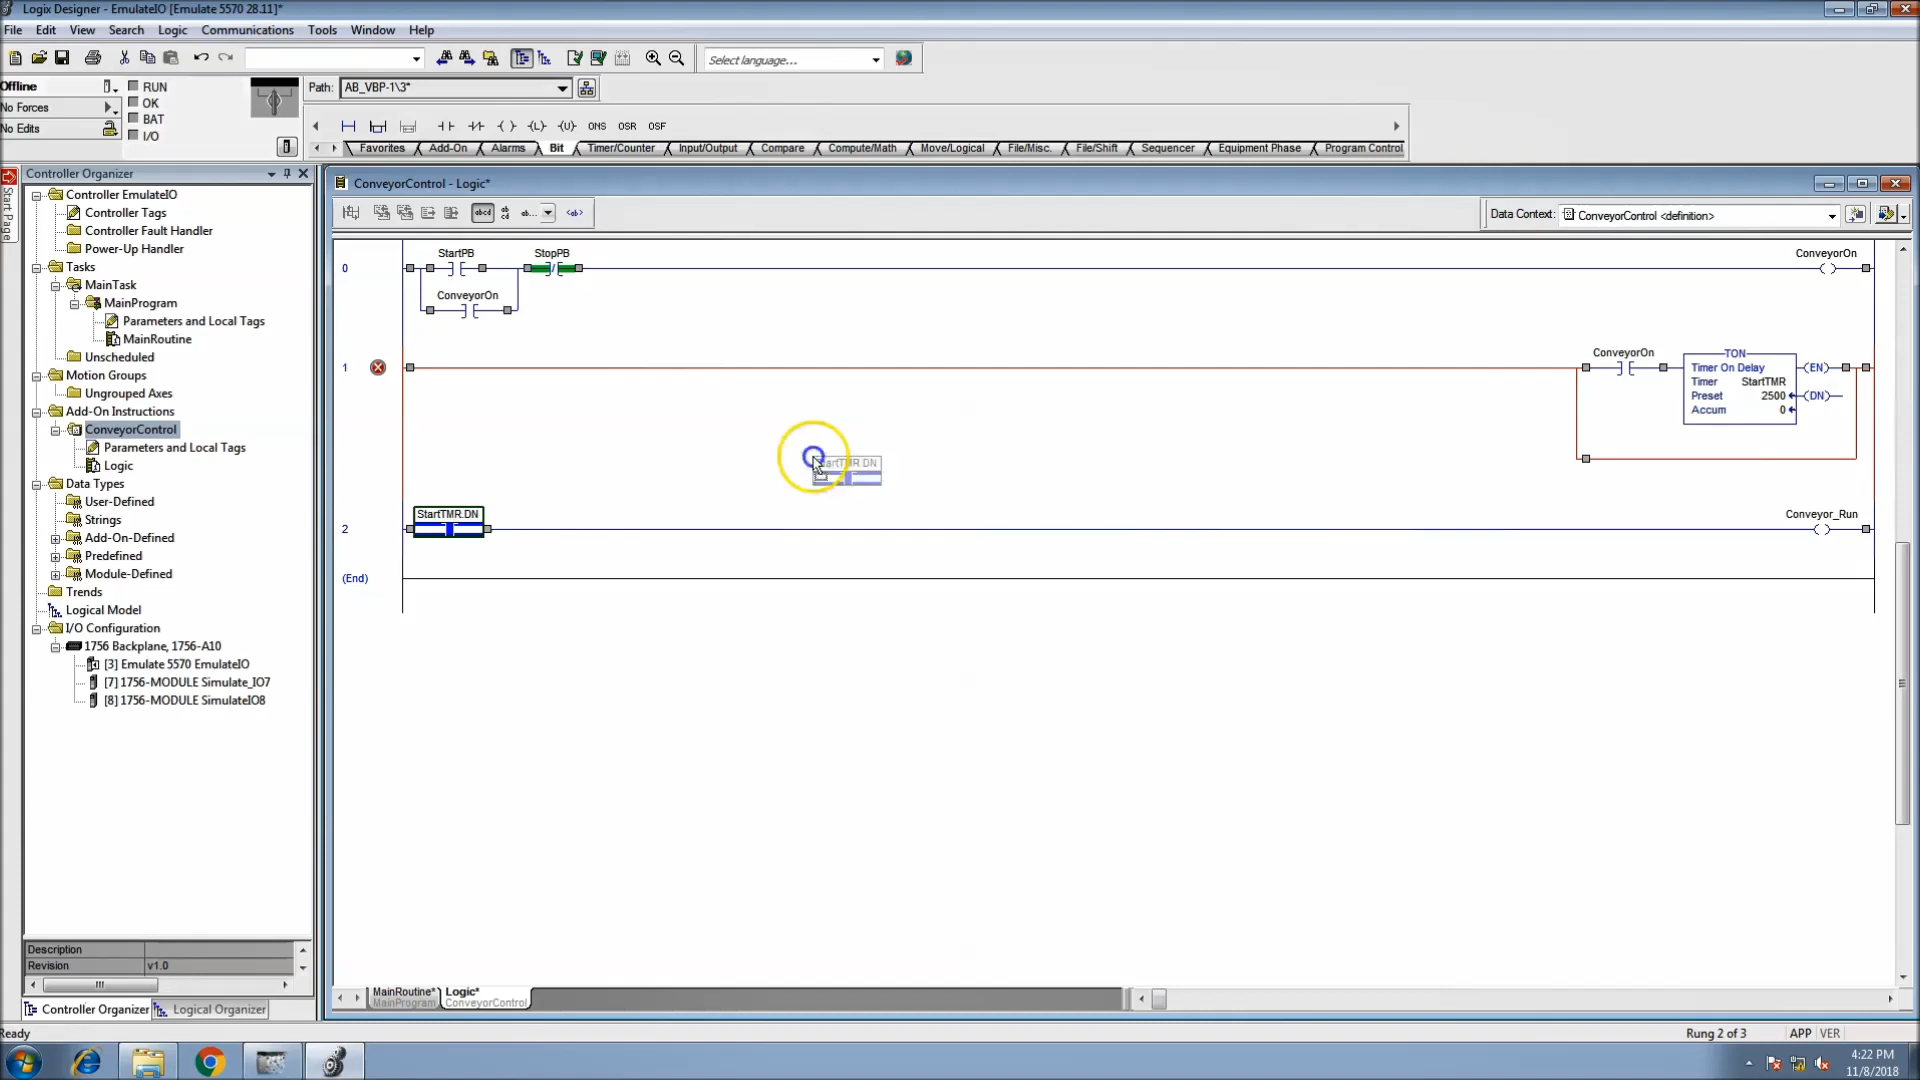 Logix Designer - EmulateIO [Emulate 5570 28.11]*
File Edit View Search Logic Communications Tools Window Help
Select language...
Offline RUN Path: AB_VBP-1\3*
No Forces OK
No Edits BAT
I/O
ONS OSR OSF
Favorites Add-On Alarms Bit Timer/Counter Input/Output Compare Compute/Math Move/Logical File/Misc. File/Shift Sequencer Equipment Phase Program Control
Start Page
Controller Organizer
Controller EmulateIO
Controller Tags
Controller Fault Handler
Power-Up Handler
Tasks
MainTask
MainProgram
Parameters and Local Tags
MainRoutine
Unscheduled
Motion Groups
Ungrouped Axes
Add-On Instructions
ConveyorControl
Parameters and Local Tags
Logic
Data Types
User-Defined
Strings
Add-On-Defined
Predefined
Module-Defined
Trends
Logical Model
I/O Configuration
1756 Backplane, 1756-A10
[3] Emulate 5570 EmulateIO
[7] 1756-MODULE Simulate_IO7
[8] 1756-MODULE SimulateIO8
Description
Revision v1.0
Controller Organizer Logical Organizer
ConveyorControl - Logic*
Data Context: ConveyorControl <definition>
StartPB StopPB ConveyorOn
0
ConveyorOn
ConveyorOn TON
1 Timer On Delay (EN)
Timer StartTMR
Preset 2500 (DN)
Accum 0
StartTMR.DN
StartTMR.DN Conveyor_Run
2
(End)
MainRoutine* Logic*
MainProgram ConveyorControl
Ready Rung 2 of 3 APP VER
4:22 PM
11/8/2018